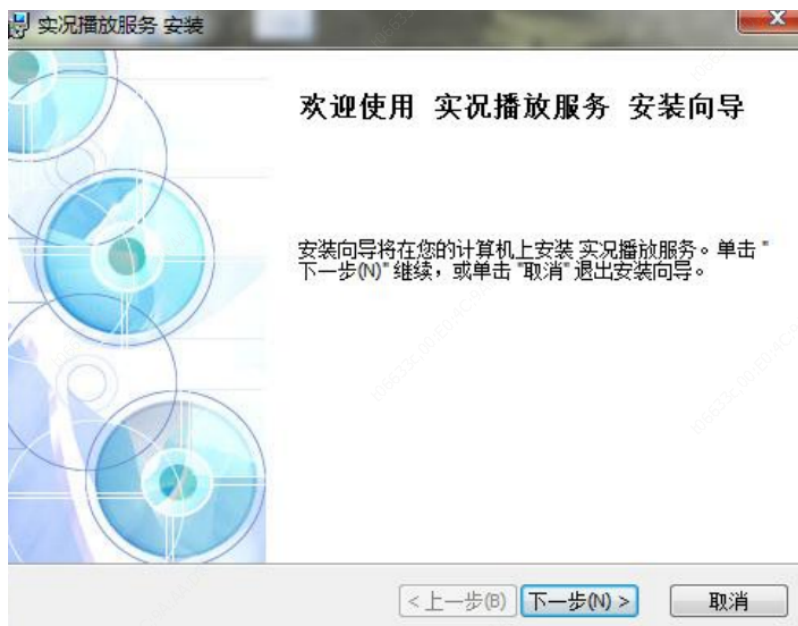 实况播放服务 安装
欢迎使用 实况播放服务 安装向导
安装向导将在您的计算机上安装 实况播放服务。单击 "
下一步(N)" 继续，或单击 "取消" 退出安装向导。
< 上一步(B)
下一步(N) >
取消